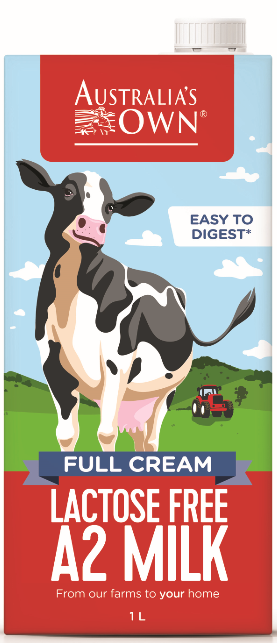 AUSTRALIA'S
OWN®
EASY TO
DIGEST*
FULL CREAM
LACTOSE FREE
A2 MILK
From our farms to your home
1 L